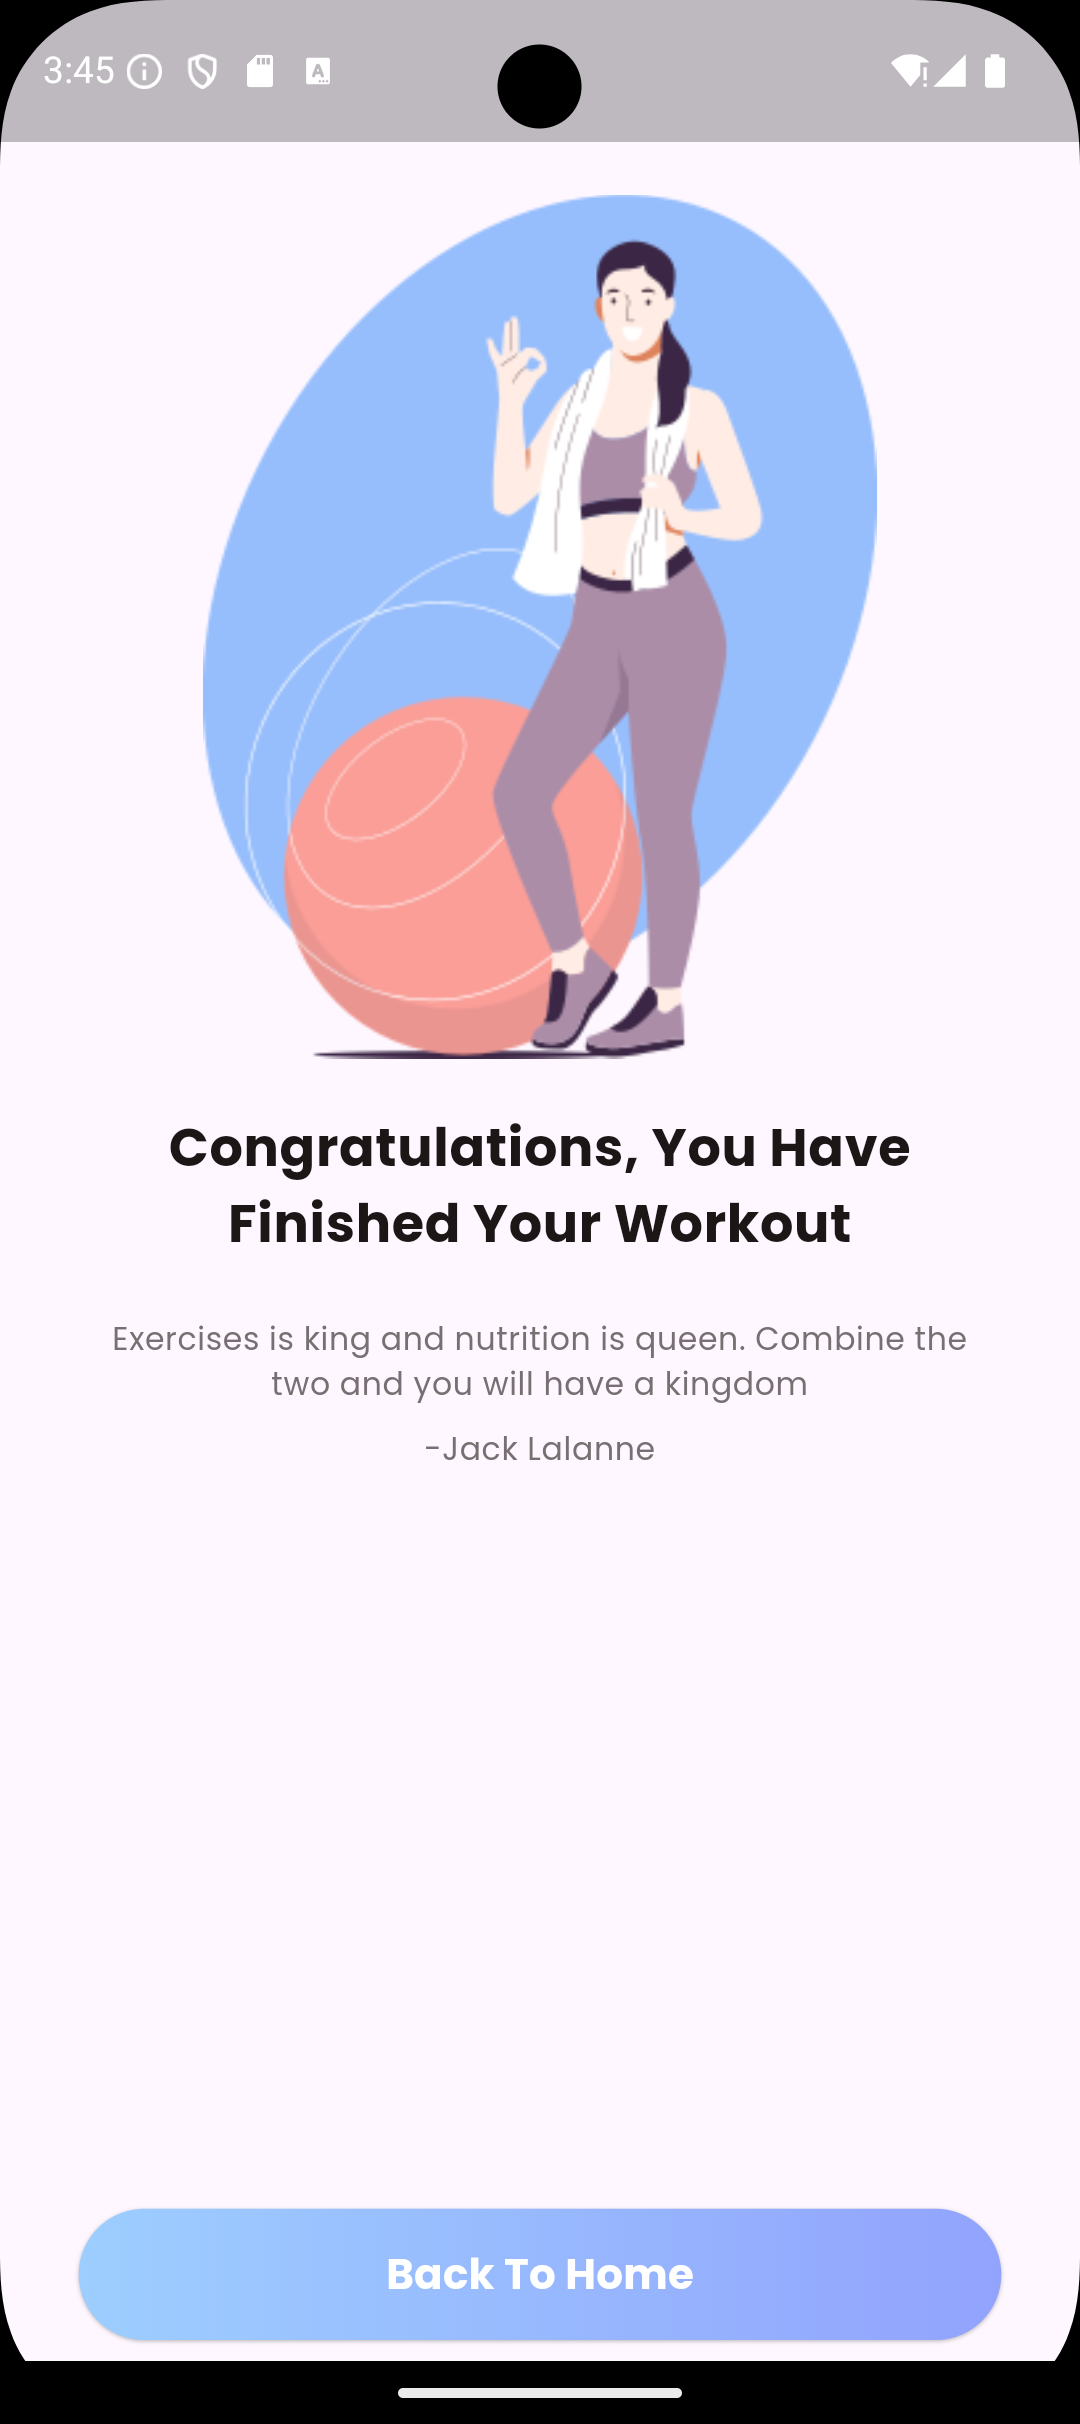 3:45
Congratulations, You Have
Finished Your Workout
Exercises is king and nutrition is queen. Combine the
two and you will have a kingdom
-Jack Lalanne
Back To Home